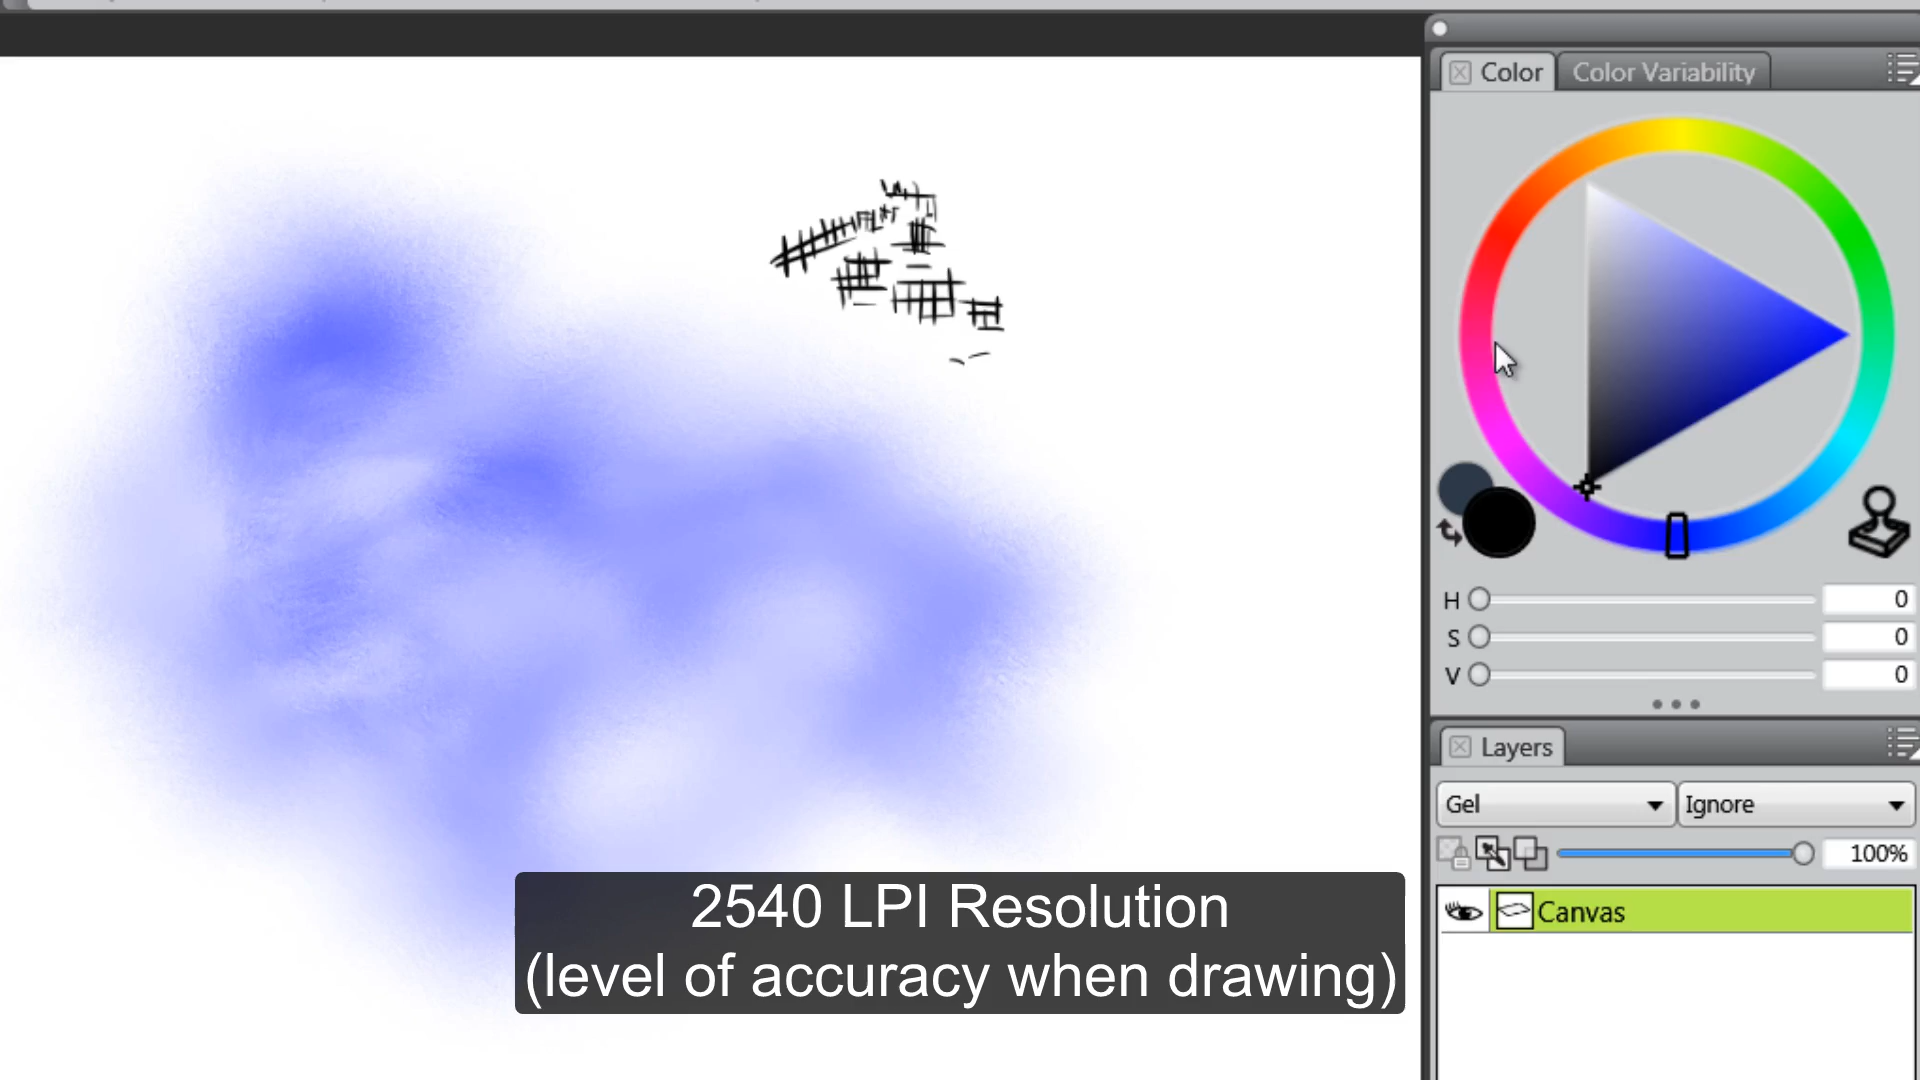 Color
Color Variability
H 0
S 0
V 0
Layers
Gel
Ignore
100%
Canvas
2540 LPI Resolution
(level of accuracy when drawing)